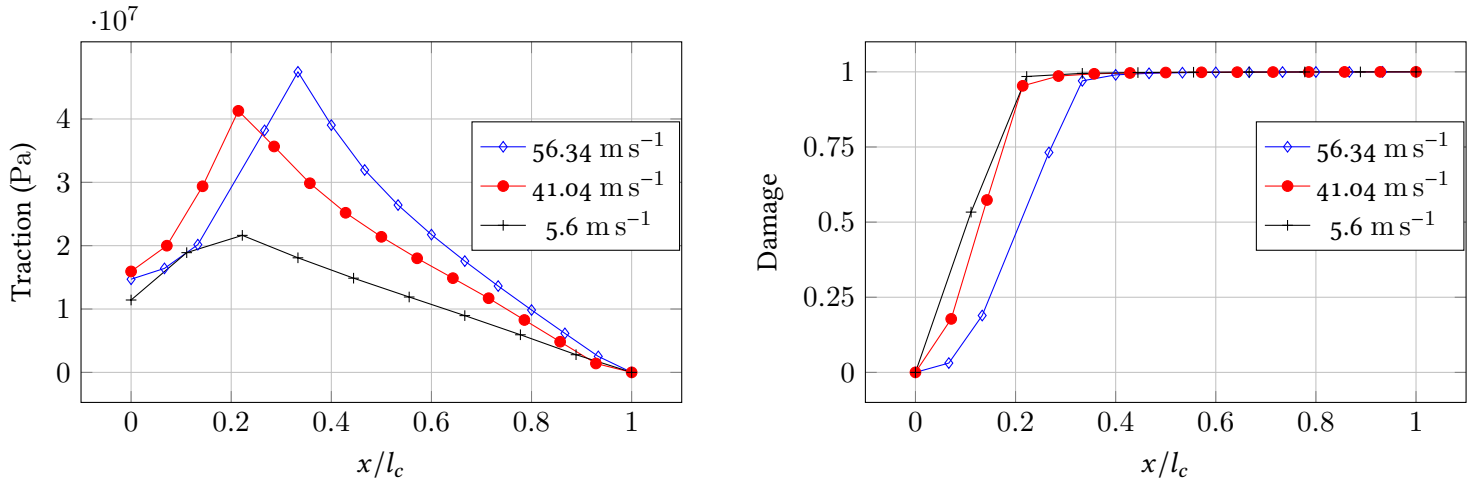 ·10⁷
4
3
2
1
0
Traction (Pa)
0 0.2 0.4 0.6 0.8 1
x/l_c
56.34 m s⁻¹
41.04 m s⁻¹
5.6 m s⁻¹
1
0.75
0.5
0.25
0
Damage
0 0.2 0.4 0.6 0.8 1
x/l_c
56.34 m s⁻¹
41.04 m s⁻¹
5.6 m s⁻¹